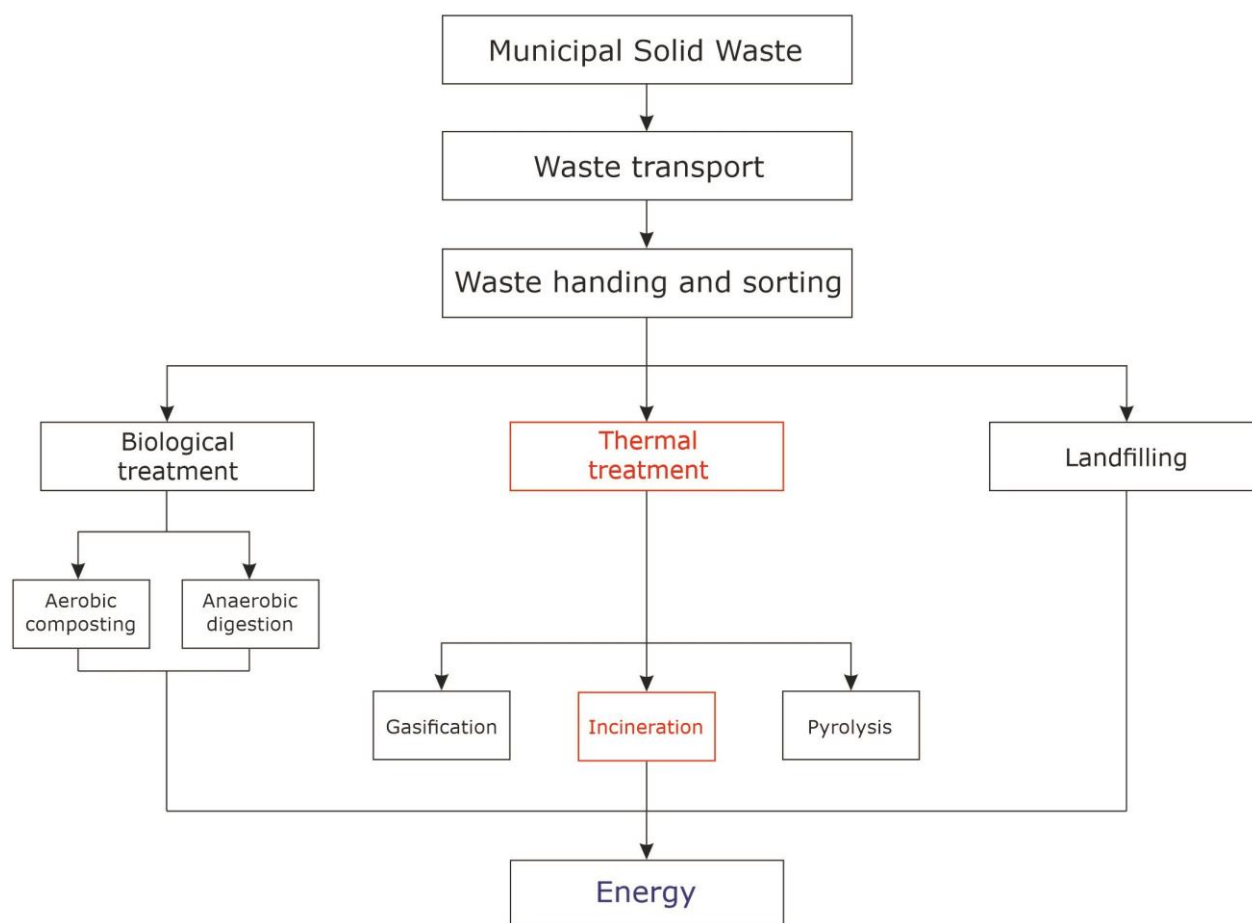 Municipal Solid Waste
Waste transport
Waste handing and sorting
Biological
treatment
Thermal
treatment
Landfilling
Aerobic
composting
Anaerobic
digestion
Gasification
Incineration
Pyrolysis
Energy